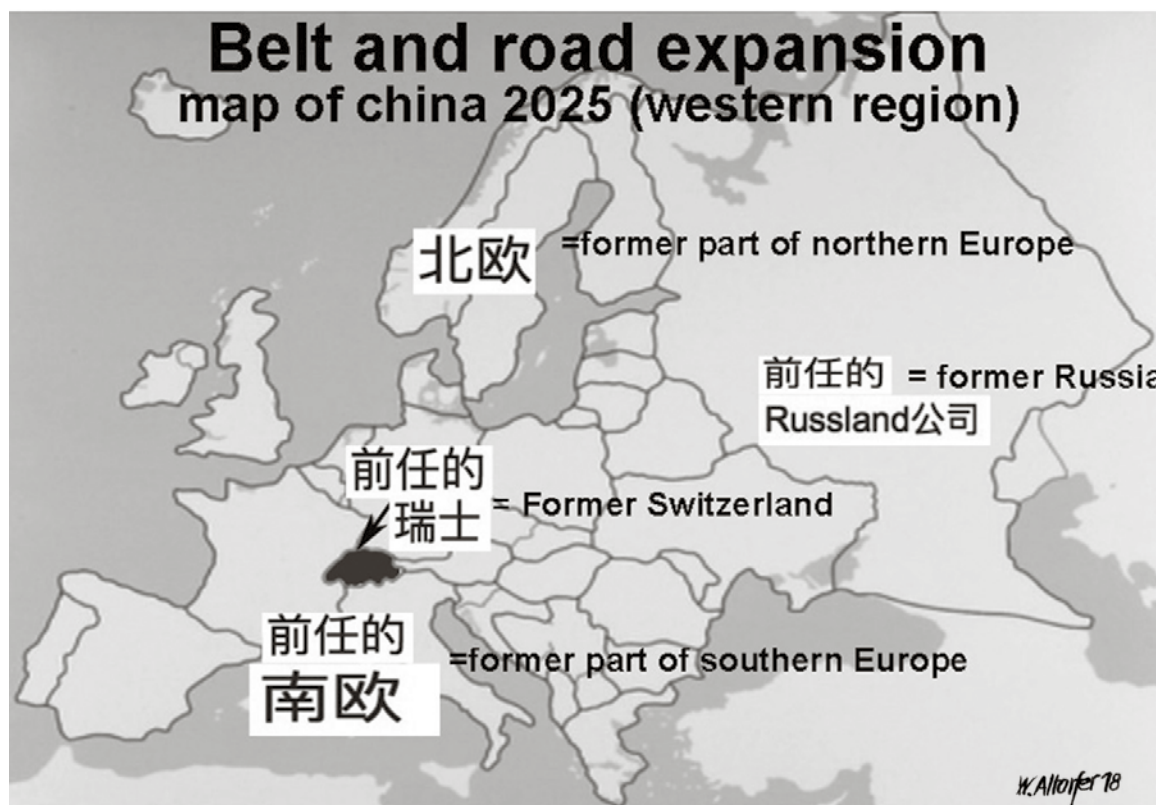 Belt and road expansion
map of china 2025 (western region)
北欧 =former part of northern Europe
前任的 = former Russia
Russland公司
前任的
瑞士 = Former Switzerland
前任的
南欧 =former part of southern Europe
W.Altorfer 18